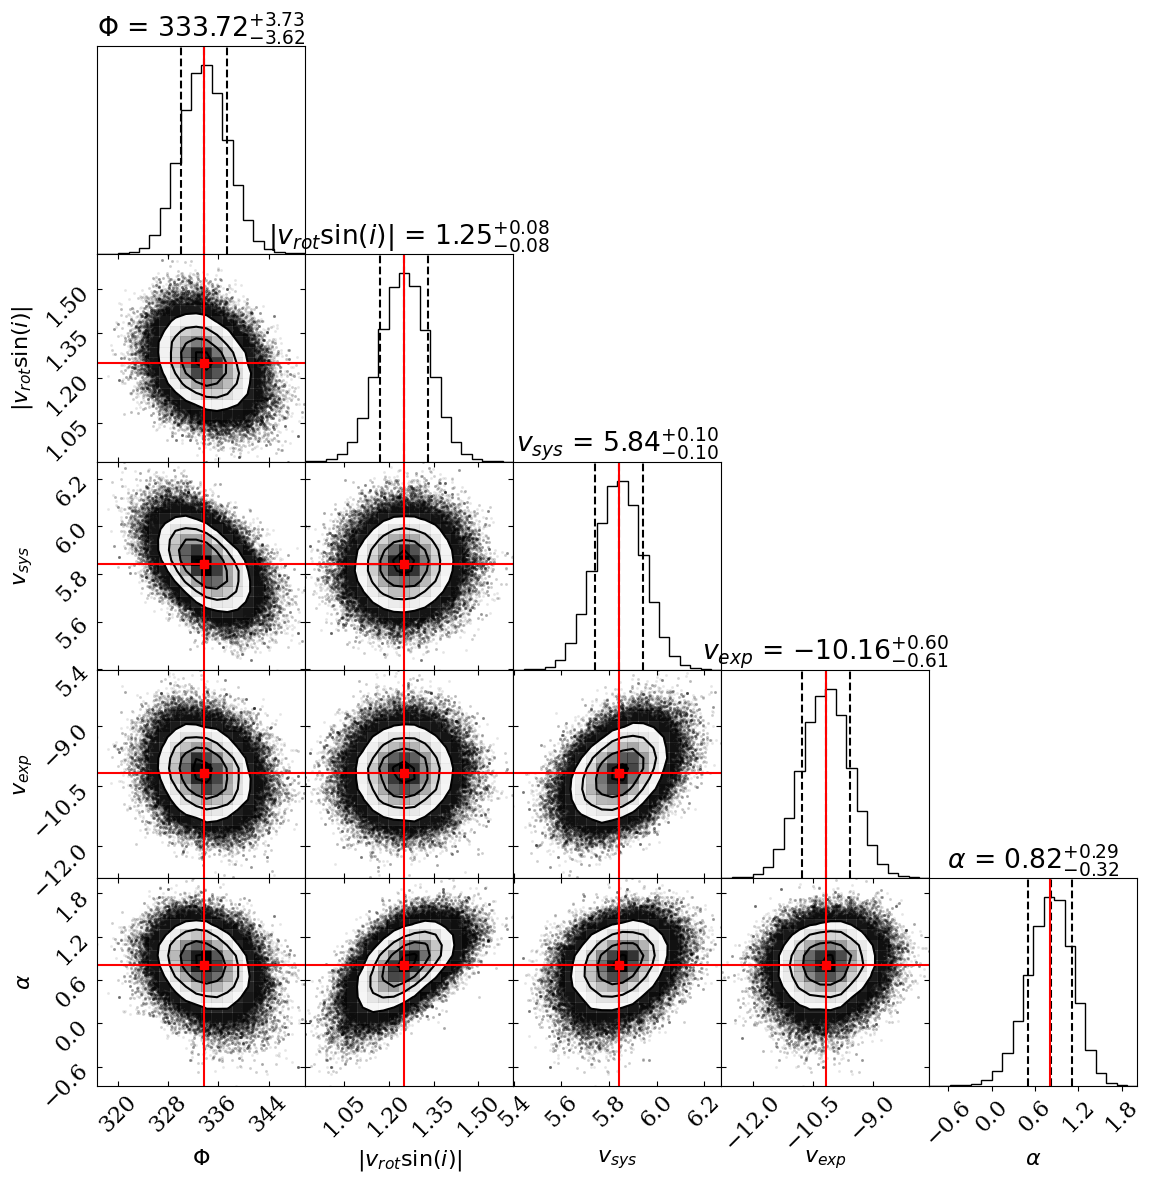 Φ = 333.72^{+3.73}_{−3.62}
|v_{rot}sin(i)| = 1.25^{+0.08}_{−0.08}
|v_{rot}sin(i)|
1.50
1.35
1.20
1.05
v_{sys} = 5.84^{+0.10}_{−0.10}
v_{sys}
6.2
6.0
5.8
5.6
5.4
v_{exp} = −10.16^{+0.60}_{−0.61}
v_{exp}
−9.0
−10.5
−12.0
α = 0.82^{+0.29}_{−0.32}
α
1.8
1.2
0.6
0.0
−0.6
320 328 336 344 1.05 1.20 1.35 1.50 5.4 5.6 5.8 6.0 6.2 −12.0 −10.5 −9.0 −0.6 0.0 0.6 1.2 1.8
Φ |v_{rot}sin(i)| v_{sys} v_{exp} α